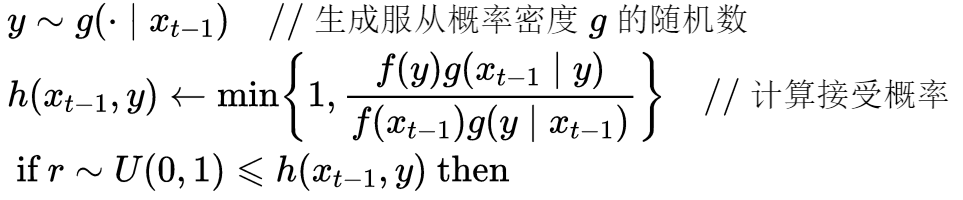 y ∼ g(· | x_{t−1}) // 生成服从概率密度 g 的随机数
h(x_{t−1}, y) ← min{1, \frac{f(y)g(x_{t−1} | y)}{f(x_{t−1})g(y | x_{t−1})}} // 计算接受概率
if r ∼ U(0, 1) ⩽ h(x_{t−1}, y) then